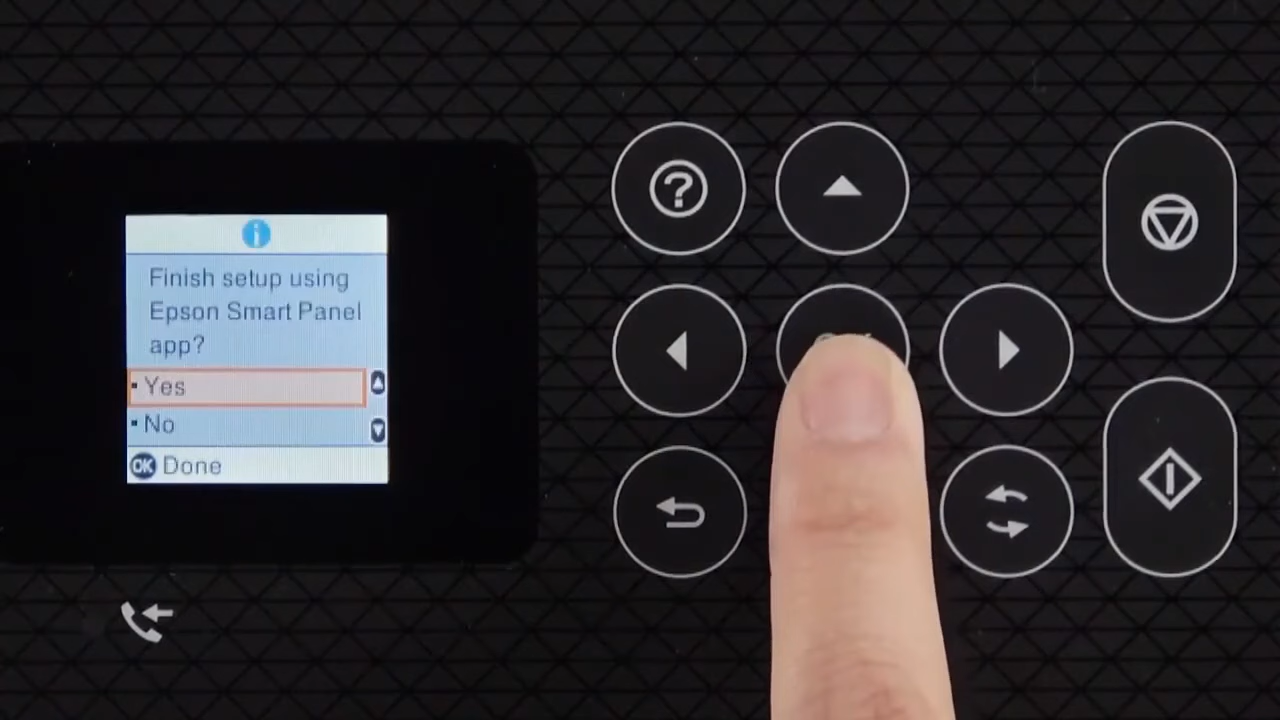 Finish setup using
Epson Smart Panel
app?
Yes
No
OK Done